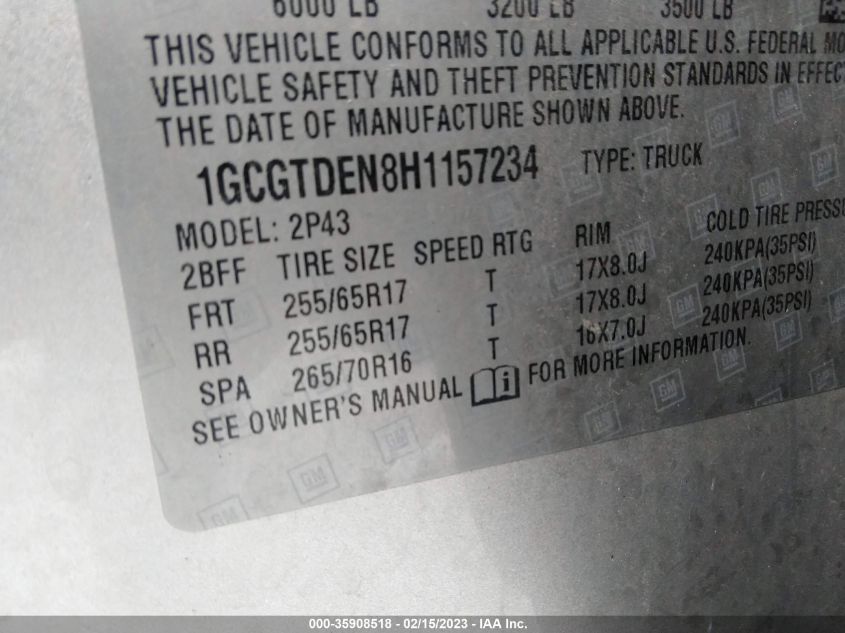 6000 LB 3200 LB 3500 LB
THIS VEHICLE CONFORMS TO ALL APPLICABLE U.S. FEDERAL MO
VEHICLE SAFETY AND THEFT PREVENTION STANDARDS IN EFFECT
THE DATE OF MANUFACTURE SHOWN ABOVE.
1GCGTDEN8H1157234 TYPE: TRUCK
MODEL: 2P43
2BFF TIRE SIZE SPEED RTG RIM COLD TIRE PRESSU
FRT 255/65R17 T 17X8.0J 240KPA(35PSI)
RR 255/65R17 T 17X8.0J 240KPA(35PSI)
SPA 265/70R16 T 16X7.0J 240KPA(35PSI)
SEE OWNER'S MANUAL FOR MORE INFORMATION.
000-35908518 - 02/15/2023 - IAA Inc.